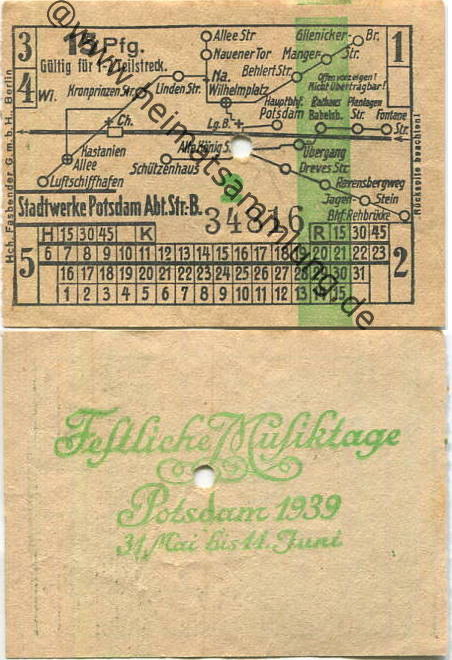 3
4
1
Pfg.
Gültig für 1-4 Teilstreck.
Allee Str
Nauener Tor
Glienicker-Br.
Manger-Str.
Behlert Str.
Offen vorzeigen!
Nicht Übertragbar!
Kronprinzen Str.
Linden Str.
Na.
Wilhelmplatz
Wi.
Ch.
Lg.B.
Hauptbhf.
Potsdam
Rathaus
Babelsb.
Plantagen
Str.
Fontane
Str.
Kastanien
Allee
Luftschiffhafen
Alte König S
Schützenhaus
Übergang
Dreves Str.
Ravensbergweg
Jagen-Stein
Bhf. Rehbrücke
Hch. Fasbender G.m.b.H. Berlin
Rückseite beachten!
Stadtwerke Potsdam Abt. Str.-B.
34816
5
2
H 15 30 45 K R 15 30 45
6 7 8 9 10 11 12 13 14 15 16 17 18 19 20 21 22 23
16 17 18 19 20 21 22 23 24 25 26 27 28 29 30 31
1 2 3 4 5 6 7 8 9 10 11 12 13 14 15
© www.heimatsammlung.de
Festliche Musiktage
Potsdam 1939
31. Mai bis 11. Juni